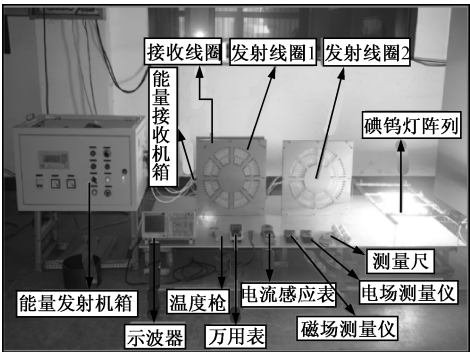 接收线圈
发射线圈1
发射线圈2
能量接收机箱
碘钨灯阵列
测量尺
能量发射机箱
温度枪
电流感应表
电场测量仪
示波器
万用表
磁场测量仪